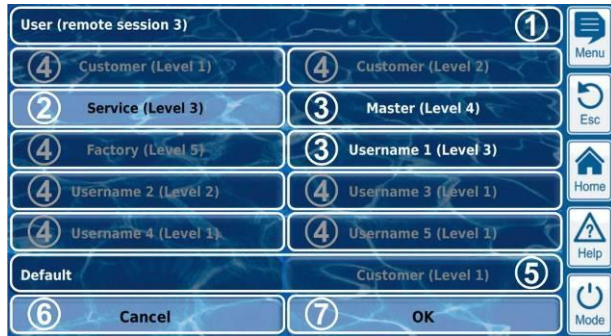 User (remote session 3) 1
4 Customer (Level 1) 4 Customer (Level 2)
2 Service (Level 3) 3 Master (Level 4)
4 Factory (Level 5) 3 Username 1 (Level 3)
4 Username 2 (Level 2) 4 Username 3 (Level 1)
4 Username 4 (Level 1) 4 Username 5 (Level 1)
Default Customer (Level 1) 5
6 Cancel 7 OK
Menu
Esc
Home
?
Help
Mode